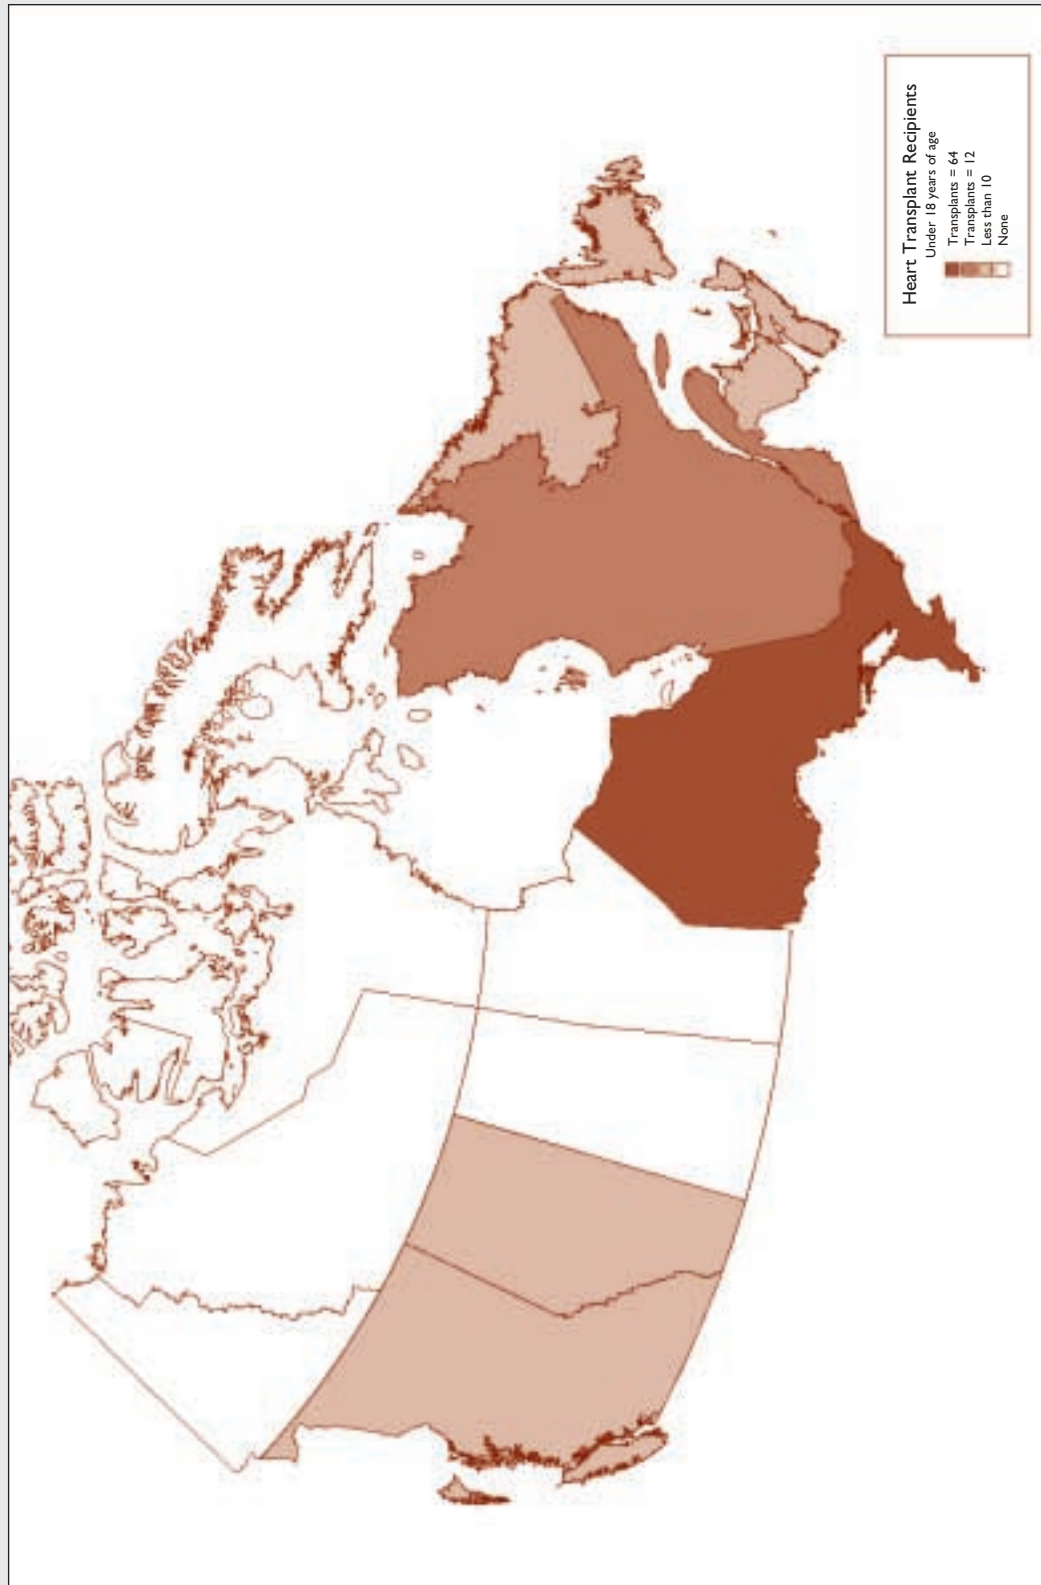 Heart Transplant Recipients
Under 18 years of age
Transplants = 64
Transplants = 12
Less than 10
None